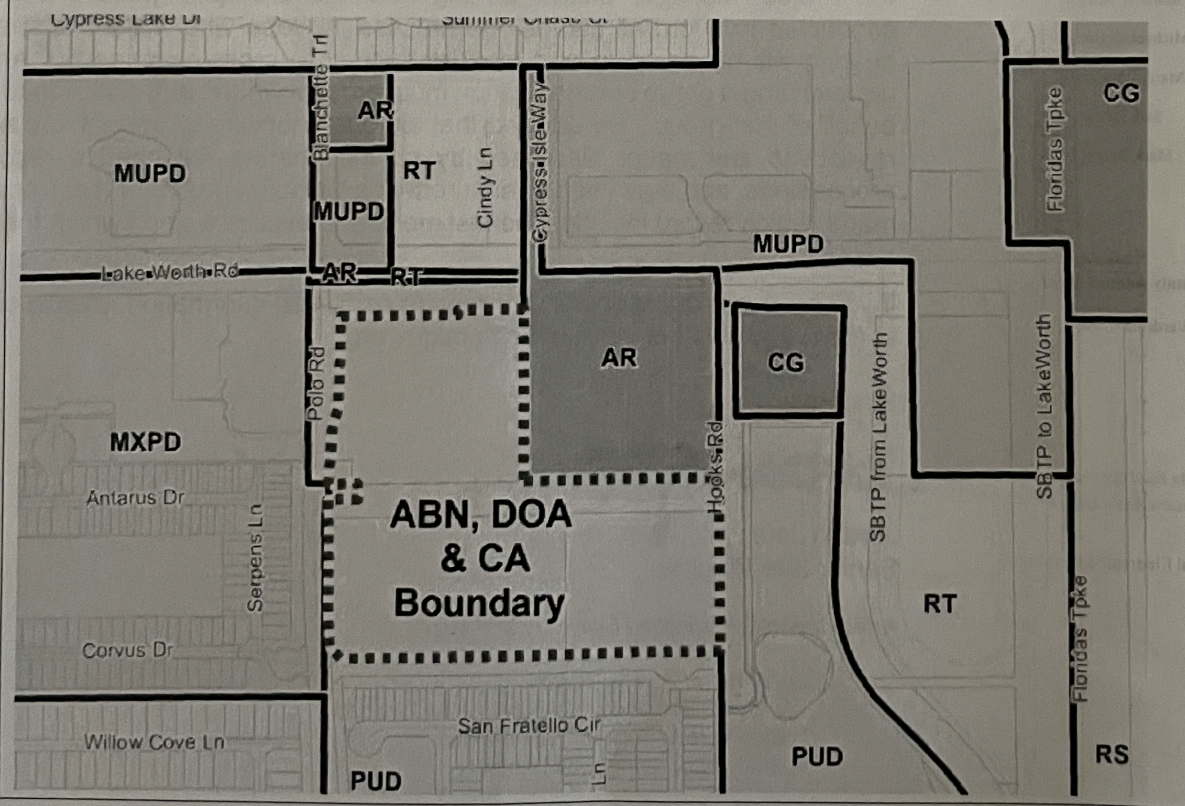 Cypress Lake Dr
Summer Chase Ct
Blanchette Trl
AR
CG
MUPD
RT
Cindy Ln
Cypress Isle Way
Floridas Tpke
MUPD
MUPD
Lake Worth Rd
AR
RT
Polo Rd
AR
CG
SBTP from LakeWorth
SBTP to LakeWorth
MXPD
Hooks Rd
Antarus Dr
ABN, DOA
& CA
Boundary
Serpens Ln
RT
Floridas Tpke
Corvus Dr
San Fratello Cir
Willow Cove Ln
PUD
Ln
PUD
RS